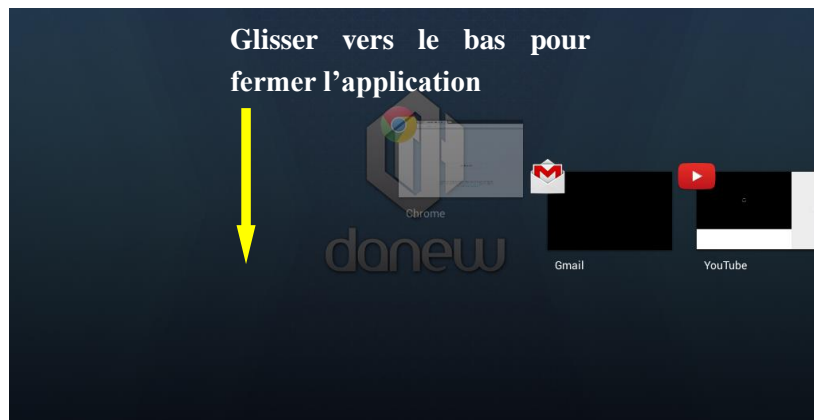 Glisser vers le bas pour
fermer l’application
Chrome
danew
Gmail
YouTube